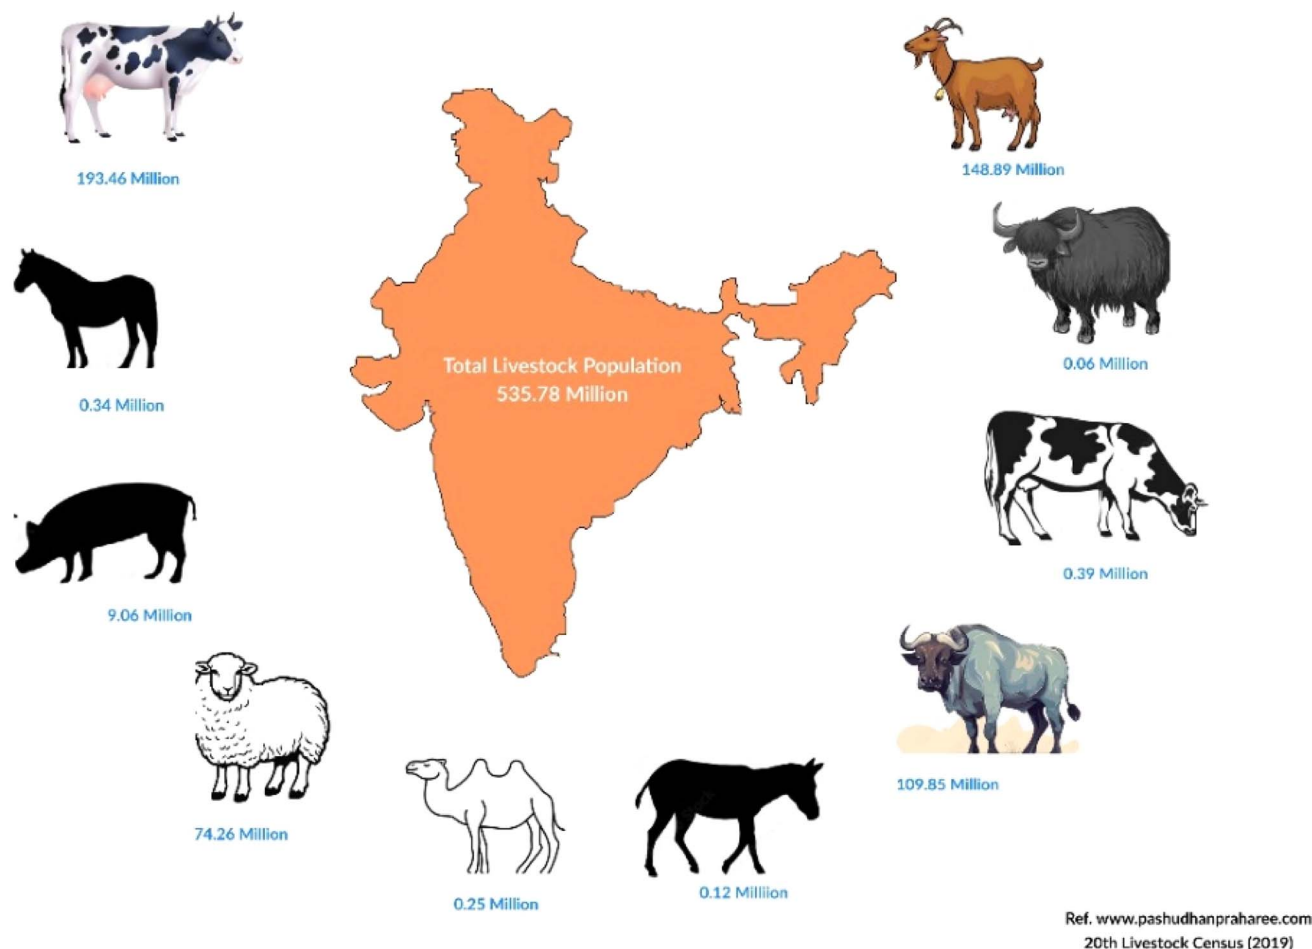 193.46 Million
148.89 Million
0.06 Million
0.34 Million
Total Livestock Population
535.78 Million
0.39 Million
9.06 Million
109.85 Million
74.26 Million
0.25 Million
0.12 Milliion
Ref. www.pashudhanpraharee.com
20th Livestock Census (2019)